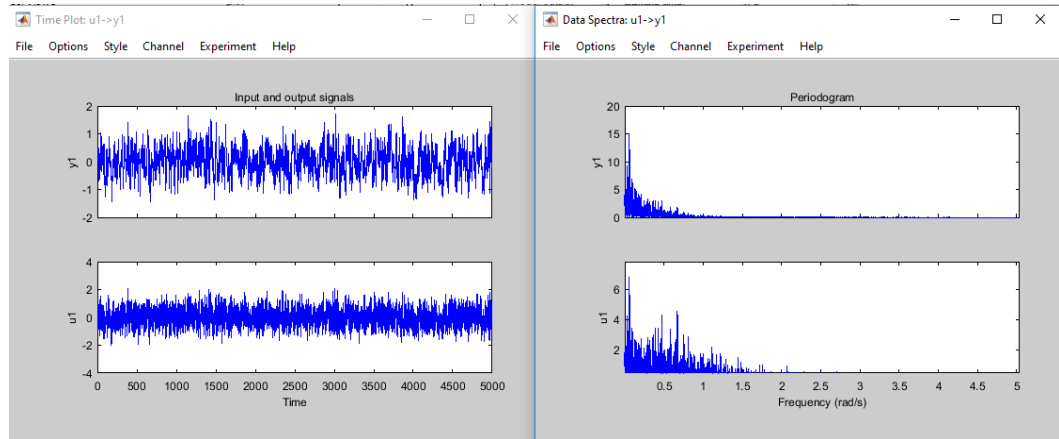 Time Plot: u1->y1
File Options Style Channel Experiment Help
Input and output signals
2
1
0
-1
-2
y1
4
2
0
-2
-4
u1
0 500 1000 1500 2000 2500 3000 3500 4000 4500 5000
Time
Data Spectra: u1->y1
File Options Style Channel Experiment Help
Periodogram
20
15
10
5
0
y1
6
4
2
u1
0.5 1 1.5 2 2.5 3 3.5 4 4.5 5
Frequency (rad/s)